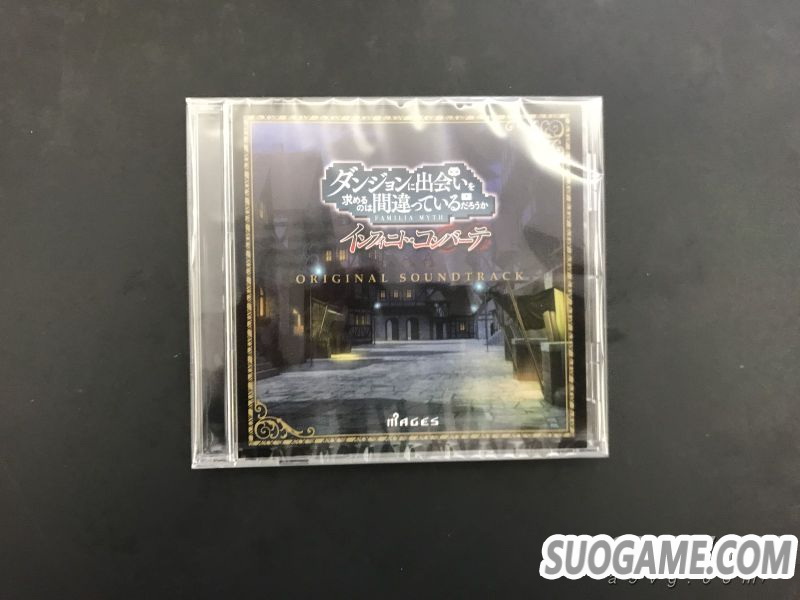 ダンジョンに出会いを
求めるのは間違っているだろうか
FAMILIA MYTH
インフィニト・コンバーテ
ORIGINAL SOUNDTRACK
MAGES
SUOGAME.COM